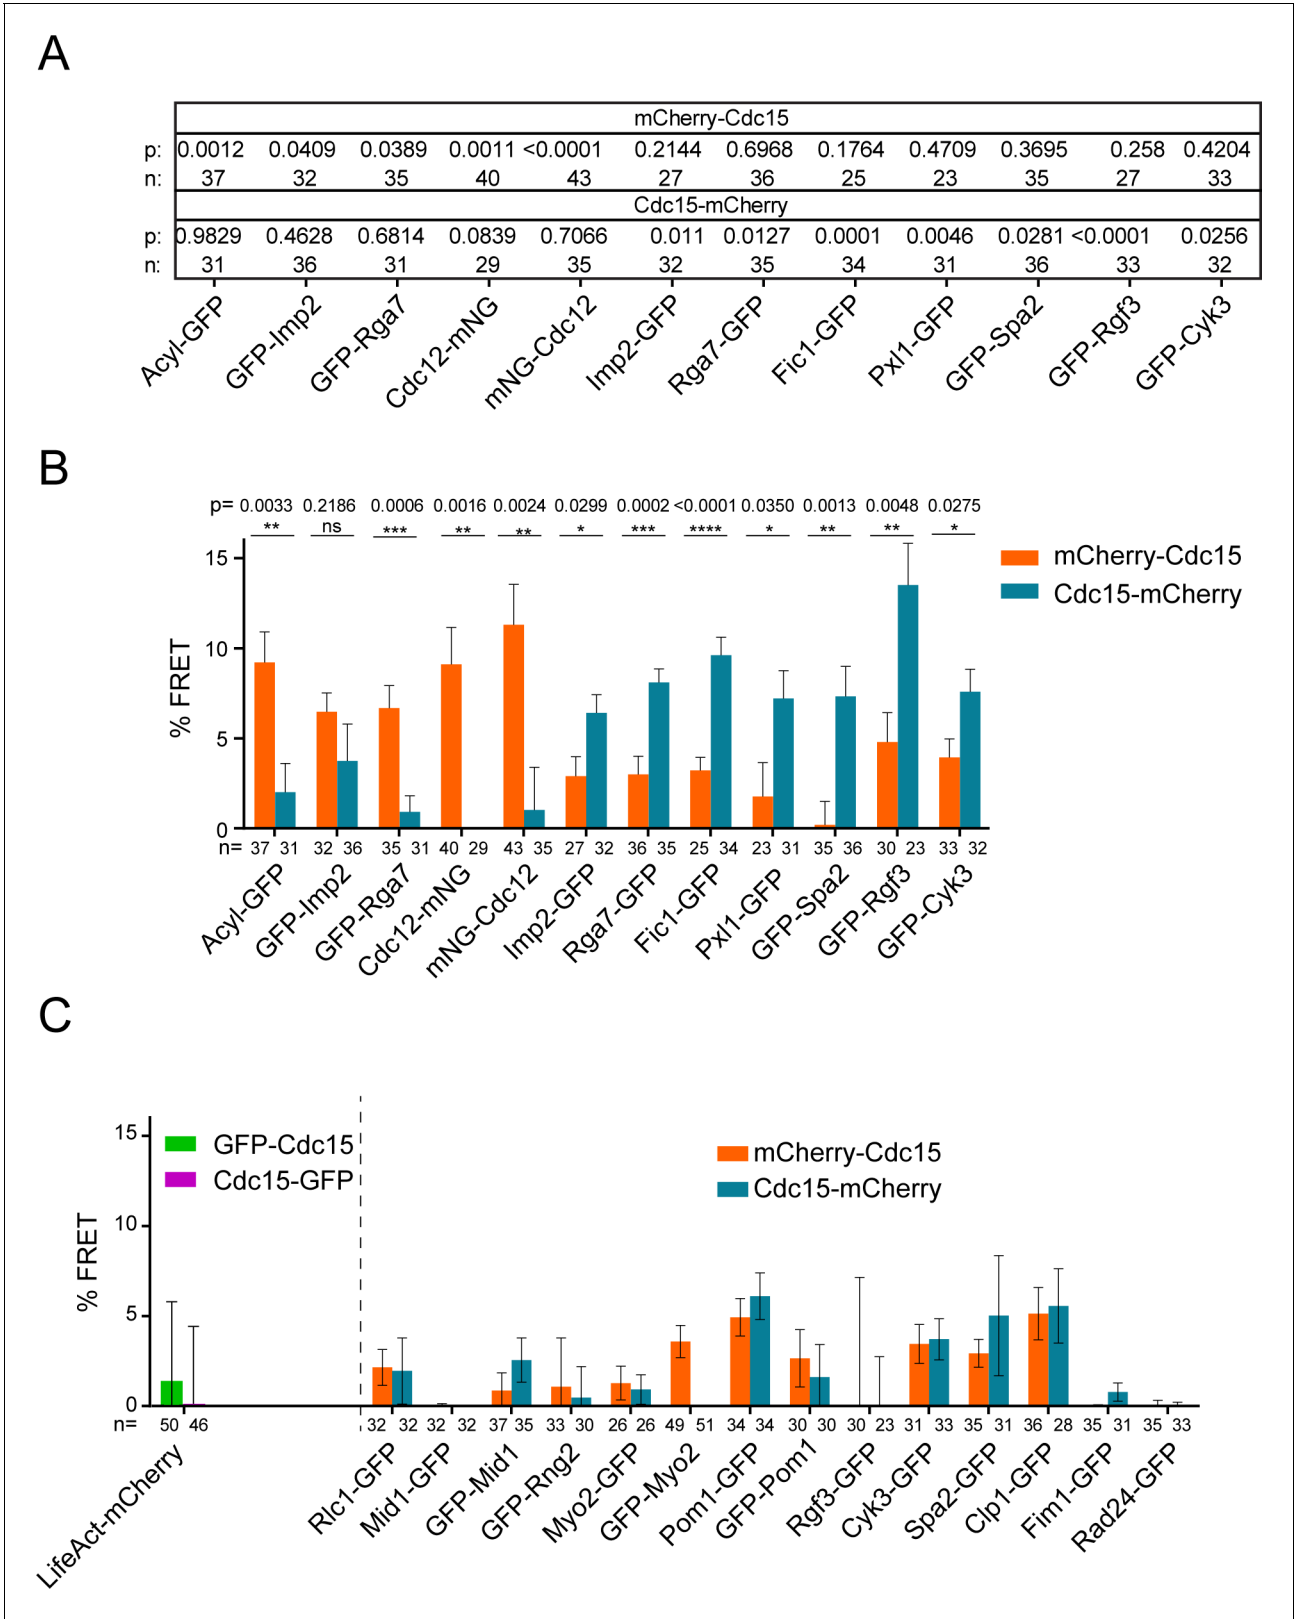 A
mCherry-Cdc15
p: 0.0012 0.0409 0.0389 0.0011 <0.0001 0.2144 0.6968 0.1764 0.4709 0.3695 0.258 0.4204
n: 37 32 35 40 43 27 36 25 23 35 27 33
Cdc15-mCherry
p: 0.9829 0.4628 0.6814 0.0839 0.7066 0.011 0.0127 0.0001 0.0046 0.0281 <0.0001 0.0256
n: 31 36 31 29 35 32 35 34 31 36 33 32
Acyl-GFP GFP-Imp2 GFP-Rga7 Cdc12-mNG mNG-Cdc12 Imp2-GFP Rga7-GFP Fic1-GFP Pxl1-GFP GFP-Spa2 GFP-Rgf3 GFP-Cyk3
B
p= 0.0033 0.2186 0.0006 0.0016 0.0024 0.0299 0.0002 <0.0001 0.0350 0.0013 0.0048 0.0275
** ns *** ** ** * *** **** * ** ** *
15
10
5
0
% FRET
mCherry-Cdc15
Cdc15-mCherry
n= 37 31 32 36 35 31 40 29 43 35 27 32 36 35 25 34 23 31 35 36 30 23 33 32
Acyl-GFP GFP-Imp2 GFP-Rga7 Cdc12-mNG mNG-Cdc12 Imp2-GFP Rga7-GFP Fic1-GFP Pxl1-GFP GFP-Spa2 GFP-Rgf3 GFP-Cyk3
C
15
10
5
0
% FRET
GFP-Cdc15
Cdc15-GFP
mCherry-Cdc15
Cdc15-mCherry
n= 50 46 32 32 32 32 37 35 33 30 26 26 49 51 34 34 30 30 30 23 31 33 35 31 36 28 35 31 35 33
LifeAct-mCherry Rlc1-GFP Mid1-GFP GFP-Mid1 GFP-Rng2 Myo2-GFP GFP-Myo2 Pom1-GFP GFP-Pom1 Rgf3-GFP Cyk3-GFP Spa2-GFP Clp1-GFP Fim1-GFP Rad24-GFP